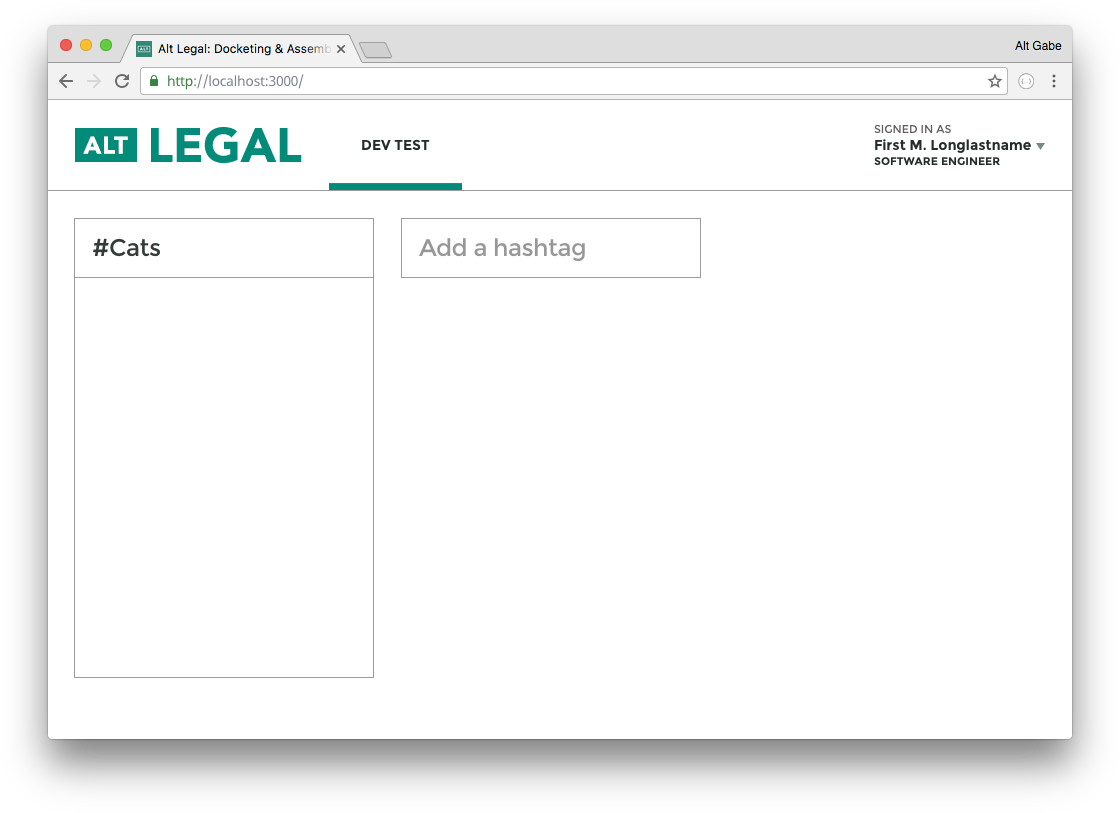 Alt Legal: Docketing & Assemb
Alt Gabe
http://localhost:3000/
ALT LEGAL
DEV TEST
SIGNED IN AS
First M. Longlastname
SOFTWARE ENGINEER
#Cats
Add a hashtag